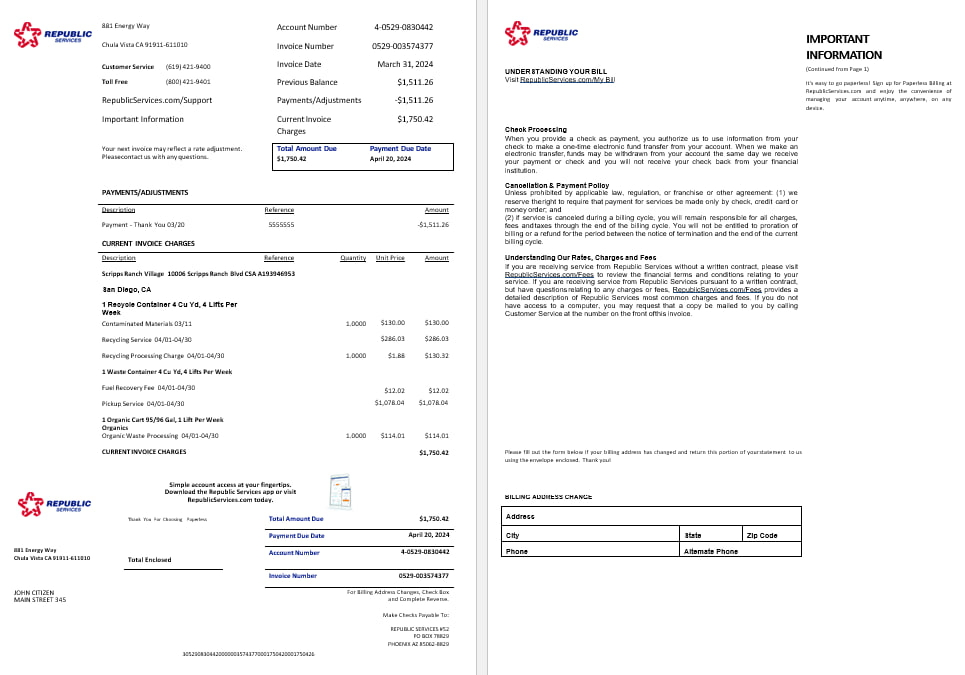 REPUBLIC
SERVICES
881 Energy Way
Chula Vista CA 91911-611010
Customer Service (619) 421-9400
Toll Free (800) 421-9401
RepublicServices.com/Support
Important Information
Your next invoice may reflect a rate adjustment.
Pleasecontact us with any questions.
Account Number 4-0529-0830442
Invoice Number 0529-003574377
Invoice Date March 31, 2024
Previous Balance $1,511.26
Payments/Adjustments -$1,511.26
Current Invoice Charges $1,750.42
Total Amount Due Payment Due Date
$1,750.42 April 20, 2024
PAYMENTS/ADJUSTMENTS
Description Reference Amount
Payment - Thank You 03/20 5555555 -$1,511.26
CURRENT INVOICE CHARGES
Description Reference Quantity Unit Price Amount
Scripps Ranch Village 10006 Scripps Ranch Blvd CSA A193946953
San Diego, CA
1 Recycle Container 4 Cu Yd, 4 Lifts Per
Week
Contaminated Materials 03/11 1.0000 $130.00 $130.00
Recycling Service 04/01-04/30 $286.03 $286.03
Recycling Processing Charge 04/01-04/30 1.0000 $1.88 $130.32
1 Waste Container 4 Cu Yd, 4 Lifts Per Week
Fuel Recovery Fee 04/01-04/30 $12.02 $12.02
Pickup Service 04/01-04/30 $1,078.04 $1,078.04
1 Organic Cart 95/96 Gal, 1 Lift Per Week
Organics
Organic Waste Processing 04/01-04/30 1.0000 $114.01 $114.01
CURRENT INVOICE CHARGES $1,750.42
Simple account access at your fingertips.
Download the Republic Services app or visit
RepublicServices.com today.
REPUBLIC
SERVICES
Thank You For Choosing Paperless
881 Energy Way
Chula Vista CA 91911-611010
Total Enclosed
Total Amount Due $1,750.42
Payment Due Date April 20, 2024
Account Number 4-0529-0830442
Invoice Number 0529-003574377
JOHN CITIZEN
MAIN STREET 345
For Billing Address Changes, Check Box
and Complete Reverse.
Make Checks Payable To:
REPUBLIC SERVICES #52
PO BOX 78829
PHOENIX AZ 85062-8829
REPUBLIC
SERVICES
UNDERSTANDING YOUR BILL
Visit RepublicServices.com/My Bill
Check Processing
When you provide a check as payment, you authorize us to use information from your
check to make a one-time electronic fund transfer from your account. When we make an
electronic transfer, funds may be withdrawn from your account the same day we receive
your payment or check and you will not receive your check back from your financial
institution.
Cancellation & Payment Policy
Unless prohibited by applicable law, regulation, or franchise or other agreement: (1) we
reserve theright to require that payment for services be made only by check, credit card or
money order; and
(2) if service is canceled during a billing cycle, you will remain responsible for all charges,
fees andtaxes through the end of the billing cycle. You will not be entitled to proration of
billing or a refund for the period between the notice of termination and the end of the current
billing cycle.
Understanding Our Rates, Charges and Fees
If you are receiving service from Republic Services without a written contract, please visit
RepublicServices.com/Fees to review the financial terms and conditions relating to your
service. If you are receiving service from Republic Services pursuant to a written contract,
but have questionsrelating to any charges or fees, RepublicServices.com/Fees provides a
detailed description of Republic Services most common charges and fees. If you do not
have access to a computer, you may request that a copy be mailed to you by calling
Customer Service at the number on the front ofthis invoice.
IMPORTANT
INFORMATION
(Continued from Page 1)
It's easy to go paperless! Sign up for Paperless Billing at
RepublicServices.com and enjoy the convenience of
managing your account anytime, anywhere, on any
device.
Please fill out the form below if your billing address has changed and return this portion of yourstatement to us
using the envelope enclosed. Thank you!
BILLING ADDRESS CHANGE
Address
City State Zip Code
Phone Alternate Phone